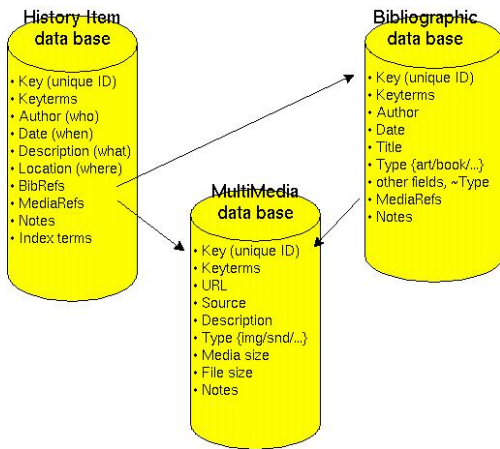 History Item
data base
• Key (unique ID)
• Keyterms
• Author (who)
• Date (when)
• Description (what)
• Location (where)
• BibRefs
• MediaRefs
• Notes
• Index terms
Bibliographic
data base
• Key (unique ID)
• Keyterms
• Author
• Date
• Title
• Type {art/book/...}
• other fields, ~Type
• MediaRefs
• Notes
MultiMedia
data base
• Key (unique ID)
• Keyterms
• URL
• Source
• Description
• Type {img/snd/...}
• Media size
• File size
• Notes